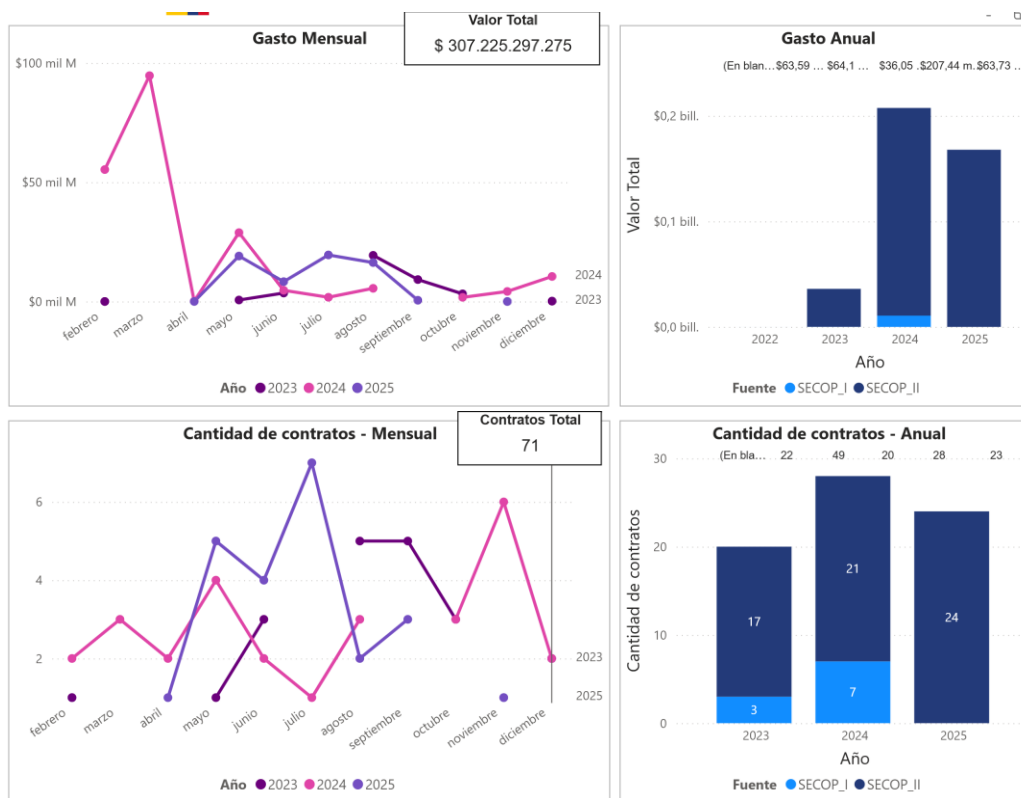 Valor Total
$ 307.225.297.275
Gasto Mensual
$100 mil M
$50 mil M
$0 mil M
2024
2023
febrero
marzo
abril
mayo
junio
julio
agosto
septiembre
octubre
noviembre
diciembre
Año 2023 2024 2025
Gasto Anual
(En blan... $63,59 ... $64,1 ... $36,05 .. $207,44 m. $63,73 ...
Valor Total
$0,2 bill.
$0,1 bill.
$0,0 bill.
2022 2023 2024 2025
Año
Fuente SECOP_I SECOP_II
Contratos Total
71
Cantidad de contratos - Mensual
6
4
2
2023
2025
febrero
marzo
abril
mayo
junio
julio
agosto
septiembre
octubre
noviembre
diciembre
Año 2023 2024 2025
Cantidad de contratos - Anual
(En bla... 22 49 20 28 23
Cantidad de contratos
30
20
10
0
17
3
21
7
24
2023 2024 2025
Año
Fuente SECOP_I SECOP_II